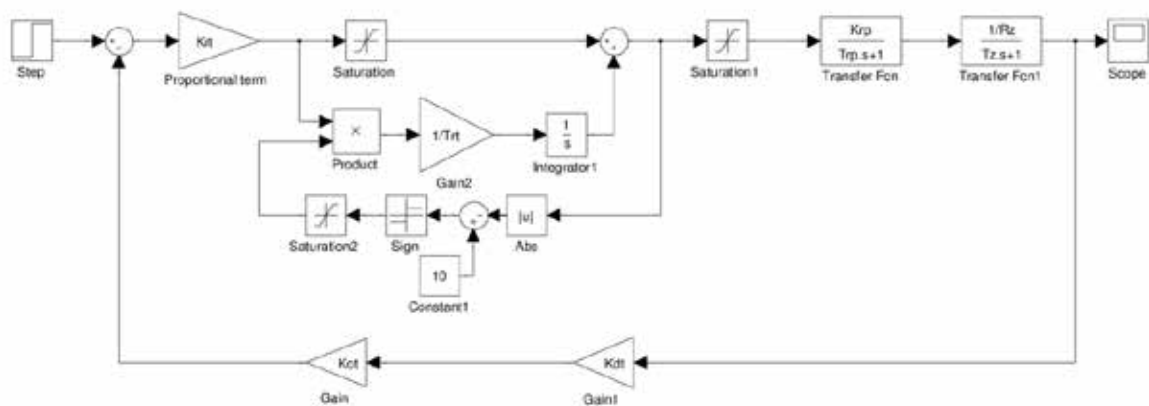 Step
Krt
Proportional term
Saturation
Saturation1
Krp
Trp.s+1
Transfer Fcn
1/Rz
Tz.s+1
Transfer Fcn1
Scope
×
Product
1/Trt
Gain2
1
s
Integrator1
Saturation2
Sign
|u|
Abs
10
Constant1
Kct
Gain
Kdt
Gain1